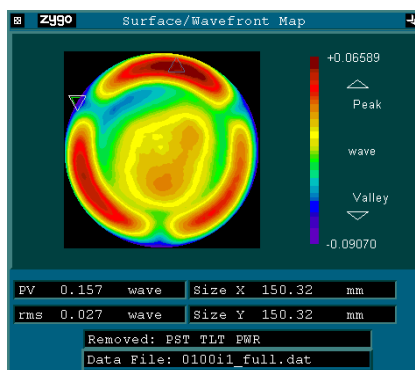 zygo Surface/Wavefront Map
+0.06589
Peak
wave
Valley
-0.09070
PV 0.157 wave Size X 150.32 mm
rms 0.027 wave Size Y 150.32 mm
Removed: PST TLT PWR
Data File: 0100i1_full.dat